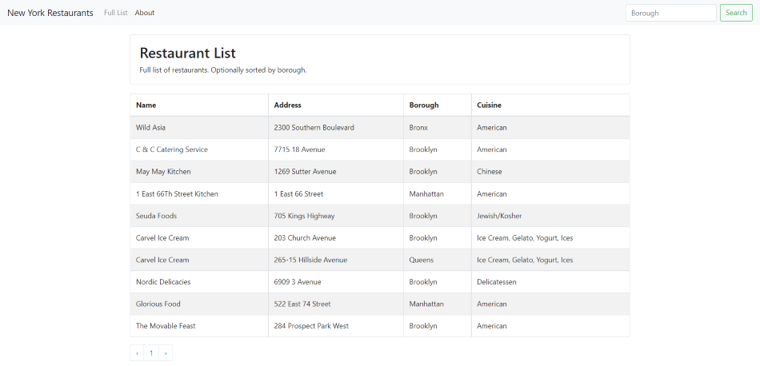 New York Restaurants Full List About Borough Search
Restaurant List
Full list of restaurants. Optionally sorted by borough.
Name Address Borough Cuisine
Wild Asia 2300 Southern Boulevard Bronx American
C & C Catering Service 7715 18 Avenue Brooklyn American
May May Kitchen 1269 Sutter Avenue Brooklyn Chinese
1 East 66Th Street Kitchen 1 East 66 Street Manhattan American
Seuda Foods 705 Kings Highway Brooklyn Jewish/Kosher
Carvel Ice Cream 203 Church Avenue Brooklyn Ice Cream, Gelato, Yogurt, Ices
Carvel Ice Cream 265-15 Hillside Avenue Queens Ice Cream, Gelato, Yogurt, Ices
Nordic Delicacies 6909 3 Avenue Brooklyn Delicatessen
Glorious Food 522 East 74 Street Manhattan American
The Movable Feast 284 Prospect Park West Brooklyn American
« 1 »